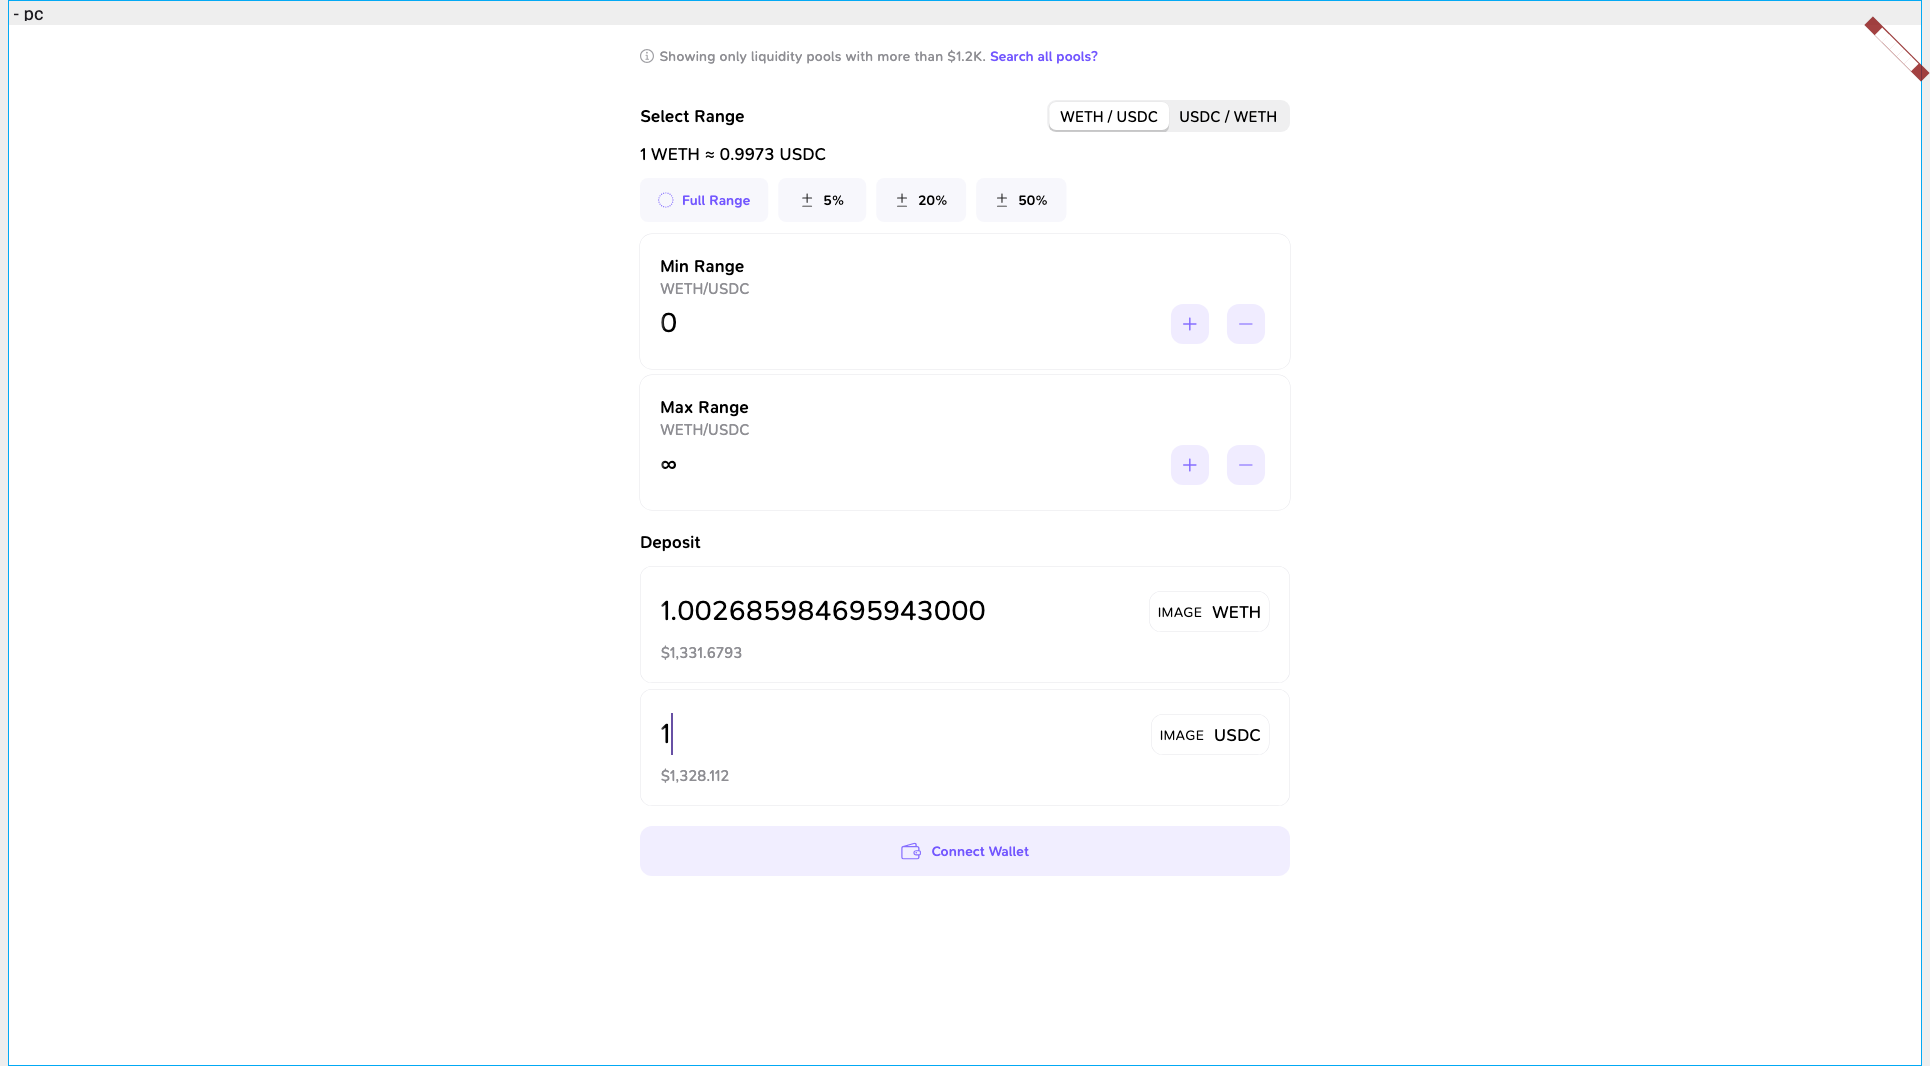 - pc
Showing only liquidity pools with more than $1.2K. Search all pools?
Select Range
WETH / USDC USDC / WETH
1 WETH ≈ 0.9973 USDC
Full Range ± 5% ± 20% ± 50%
Min Range
WETH/USDC
0 + −
Max Range
WETH/USDC
∞ + −
Deposit
1.002685984695943000 IMAGE WETH
$1,331.6793
1 IMAGE USDC
$1,328.112
Connect Wallet